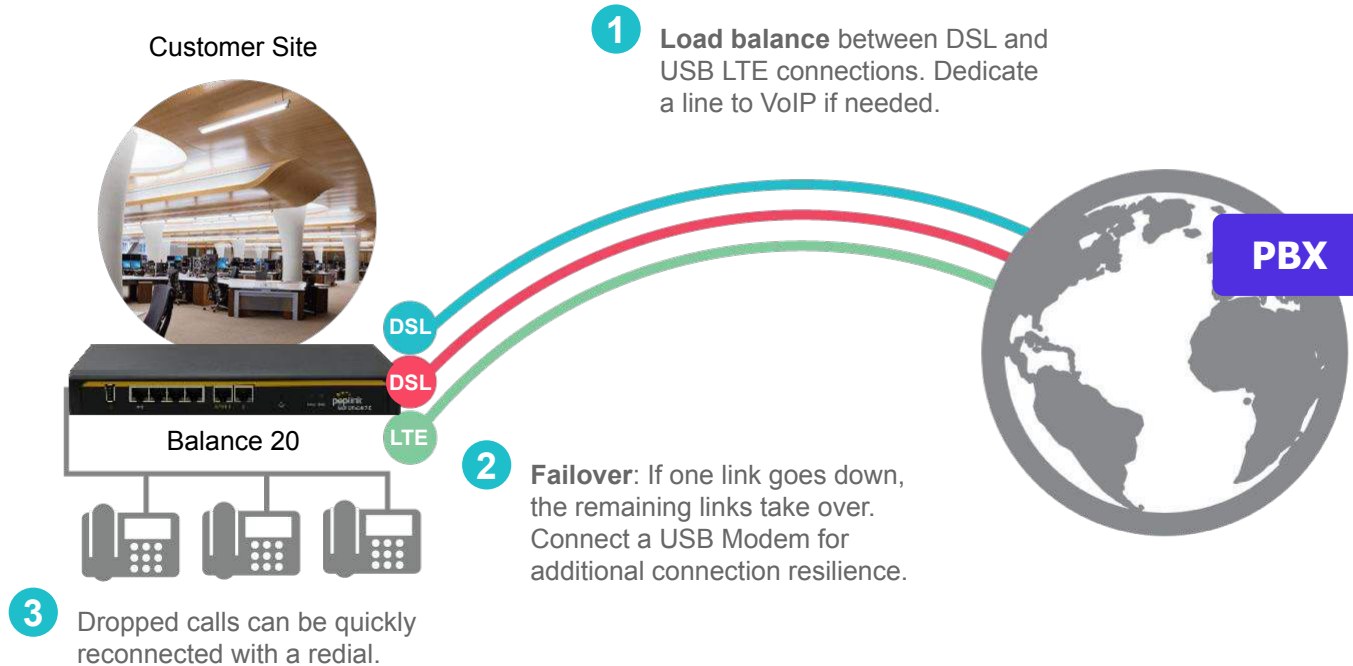 Customer Site
1
Load balance between DSL and
USB LTE connections. Dedicate
a line to VoIP if needed.
PBX
DSL
DSL
LTE
peplink
Balance 20
2
Failover: If one link goes down,
the remaining links take over.
Connect a USB Modem for
additional connection resilience.
3
Dropped calls can be quickly
reconnected with a redial.